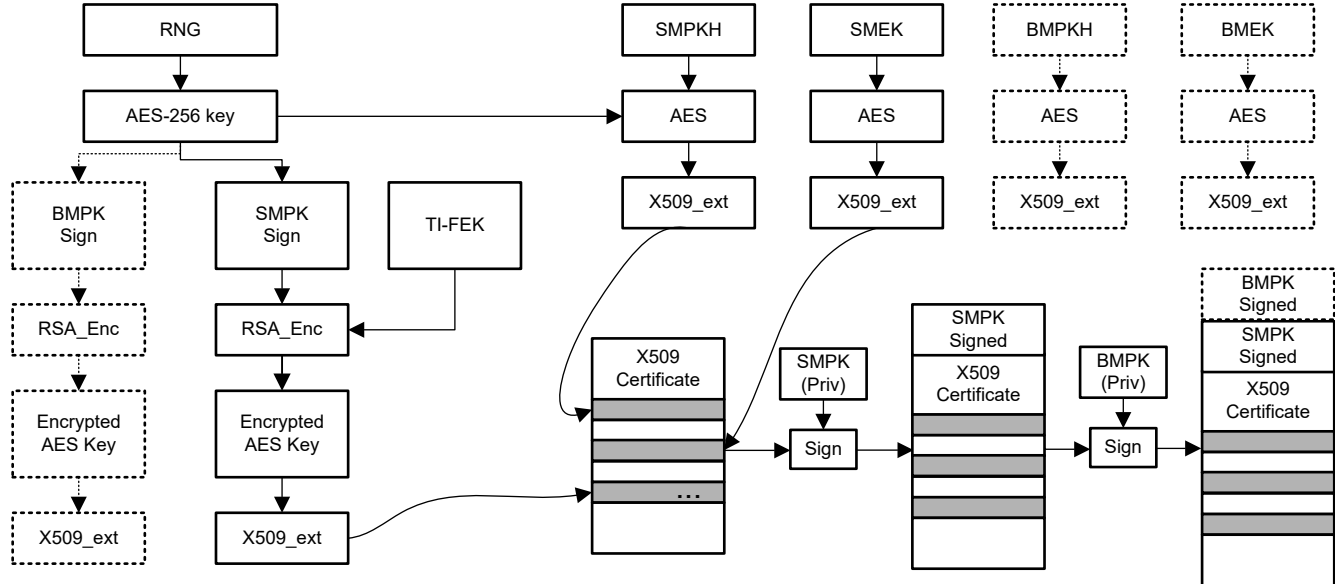 RNG
SMPKH
SMEK
BMPKH
BMEK
AES-256 key
AES
AES
AES
AES
BMPK
Sign
SMPK
Sign
TI-FEK
X509_ext
X509_ext
X509_ext
X509_ext
RSA_Enc
RSA_Enc
Encrypted
AES Key
Encrypted
AES Key
X509_ext
X509_ext
X509
Certificate
...
SMPK
(Priv)
Sign
SMPK
Signed
X509
Certificate
BMPK
(Priv)
Sign
BMPK
Signed
SMPK
Signed
X509
Certificate